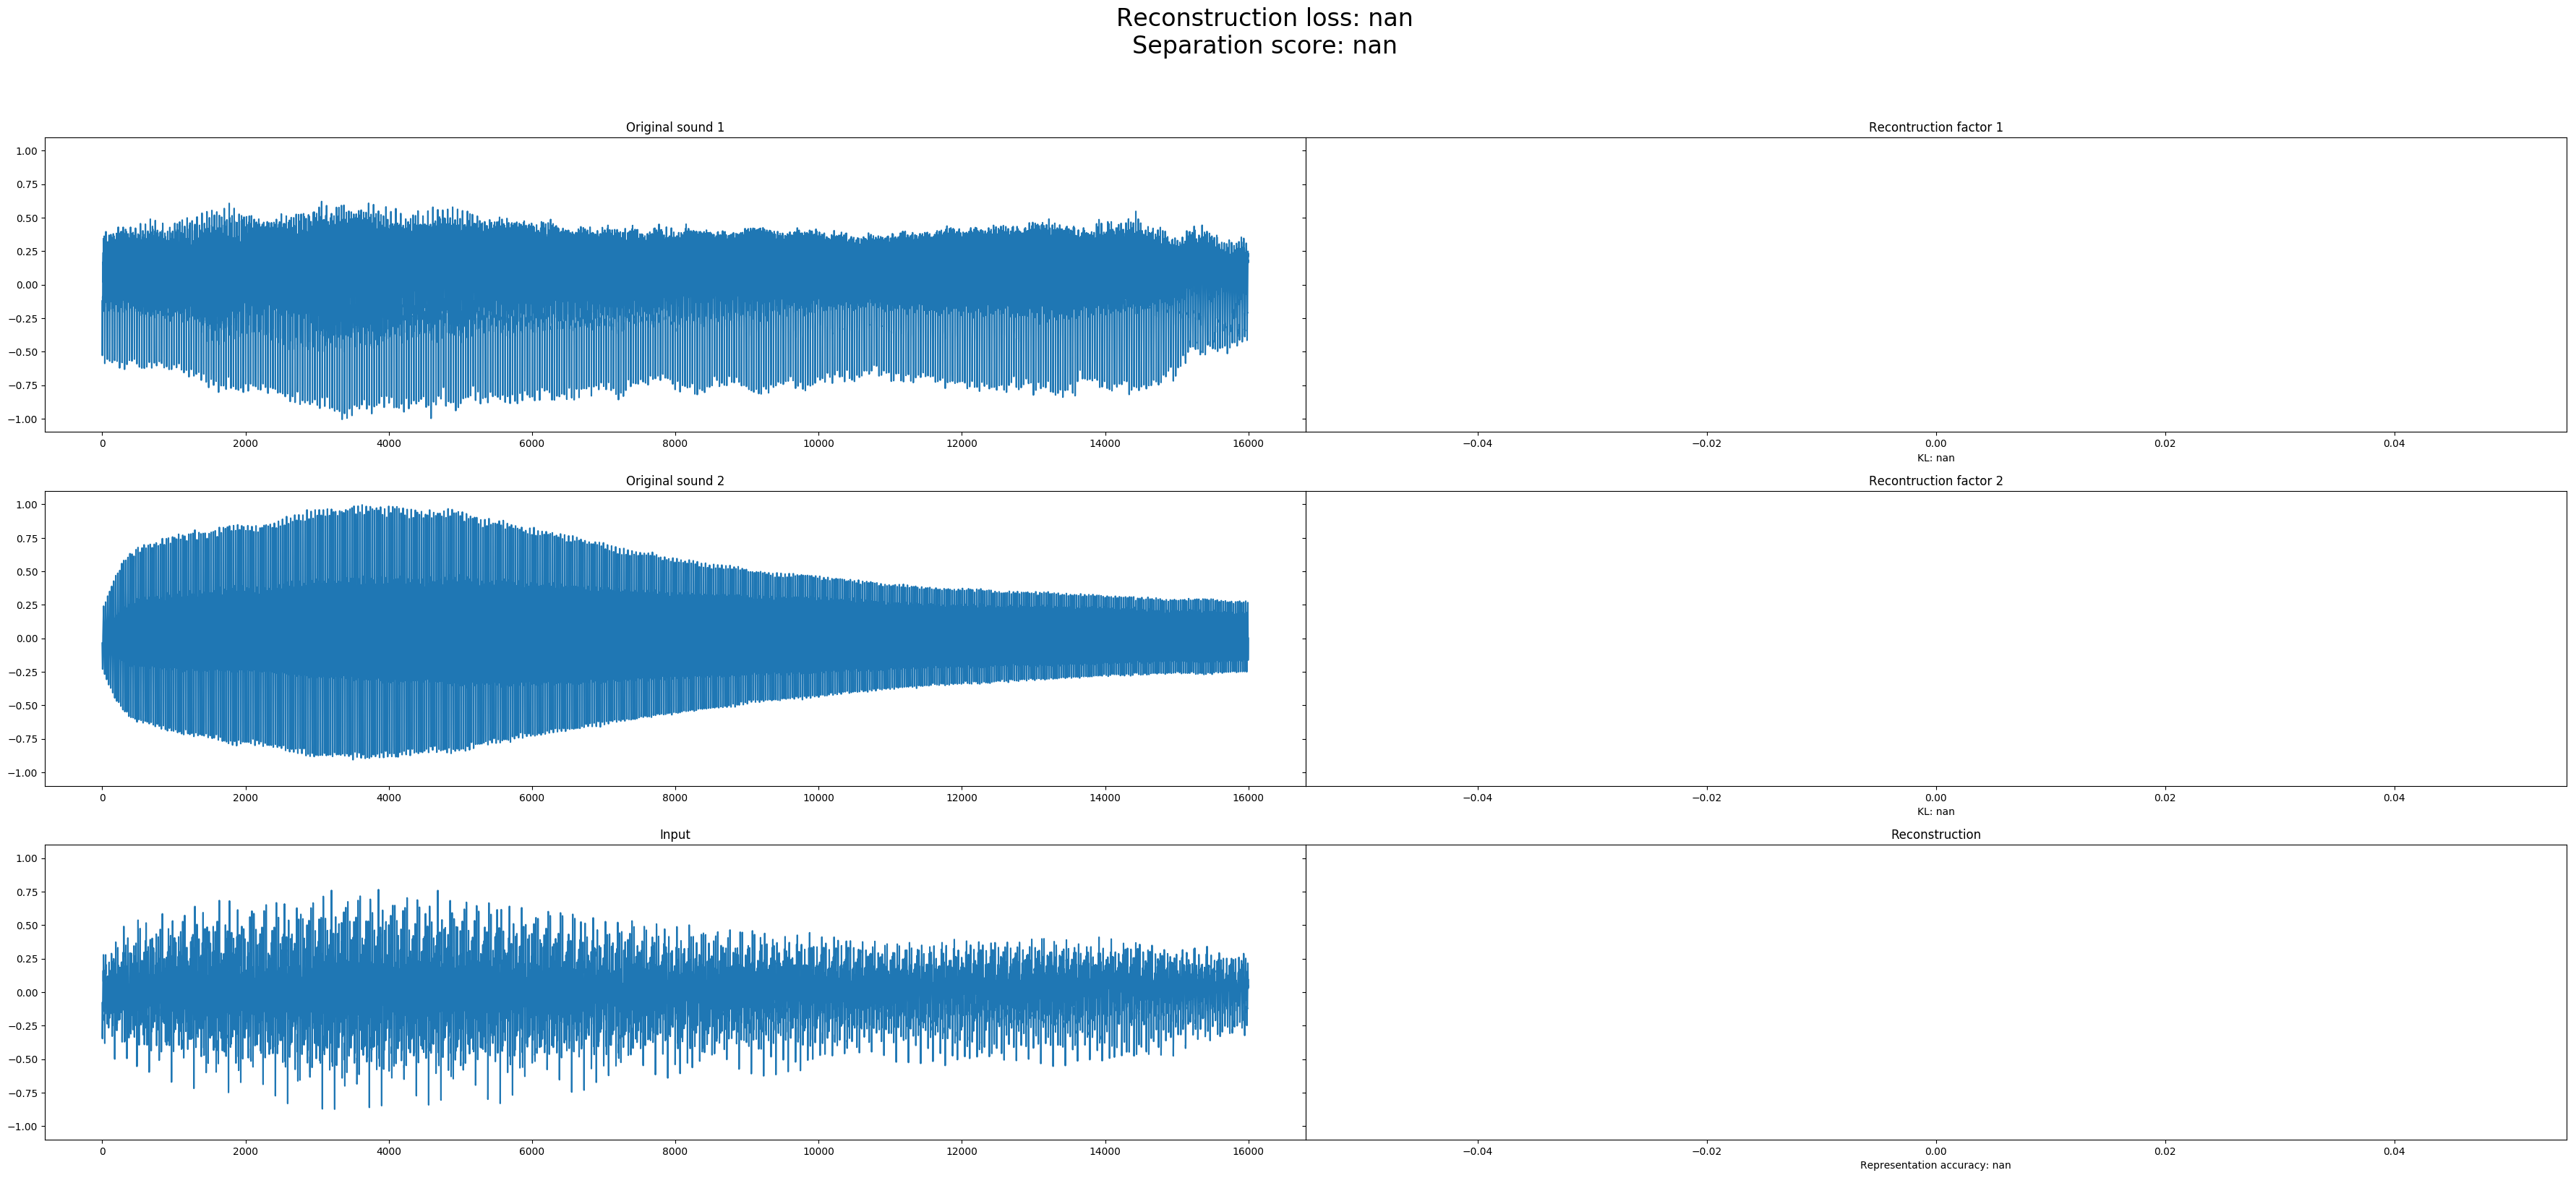 Reconstruction loss: nan
Separation score: nan
Original sound 1
Recontruction factor 1
1.00
0.75
0.50
0.25
0.00
−0.25
−0.50
−0.75
−1.00
0 2000 4000 6000 8000 10000 12000 14000 16000
−0.04 −0.02 0.00 0.02 0.04
KL: nan
Original sound 2
Recontruction factor 2
1.00
0.75
0.50
0.25
0.00
−0.25
−0.50
−0.75
−1.00
0 2000 4000 6000 8000 10000 12000 14000 16000
−0.04 −0.02 0.00 0.02 0.04
KL: nan
Input
Reconstruction
1.00
0.75
0.50
0.25
0.00
−0.25
−0.50
−0.75
−1.00
0 2000 4000 6000 8000 10000 12000 14000 16000
−0.04 −0.02 0.00 0.02 0.04
Representation accuracy: nan